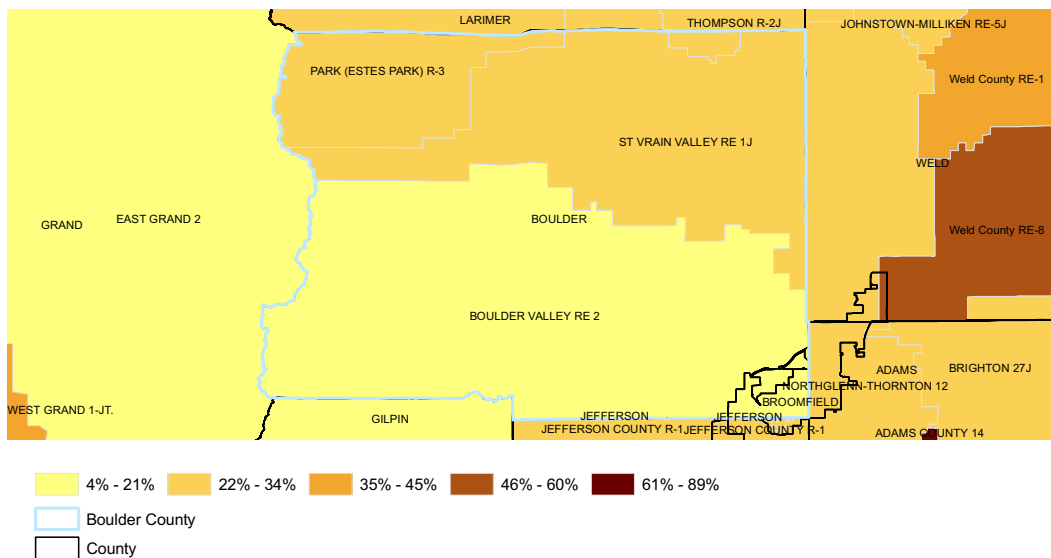 LARIMER
THOMPSON R-2J
JOHNSTOWN-MILLIKEN RE-5J
PARK (ESTES PARK) R-3
Weld County RE-1
ST VRAIN VALLEY RE 1J
WELD
GRAND
EAST GRAND 2
BOULDER
Weld County RE-8
BOULDER VALLEY RE 2
ADAMS
BRIGHTON 27J
NORTHGLENN-THORNTON 12
BROOMFIELD
WEST GRAND 1-JT.
GILPIN
JEFFERSON
JEFFERSON
JEFFERSON COUNTY R-1
JEFFERSON COUNTY R-1
ADAMS COUNTY 14
4% - 21%
22% - 34%
35% - 45%
46% - 60%
61% - 89%
Boulder County
County